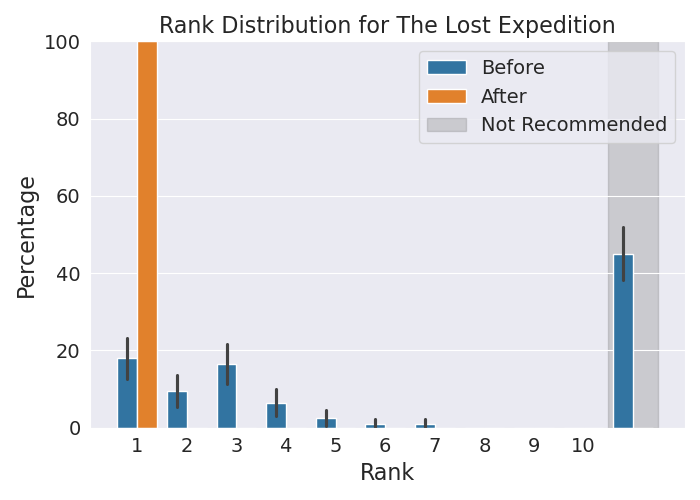 Rank Distribution for The Lost Expedition
Before
After
Not Recommended
Percentage
100
80
60
40
20
0
1 2 3 4 5 6 7 8 9 10
Rank